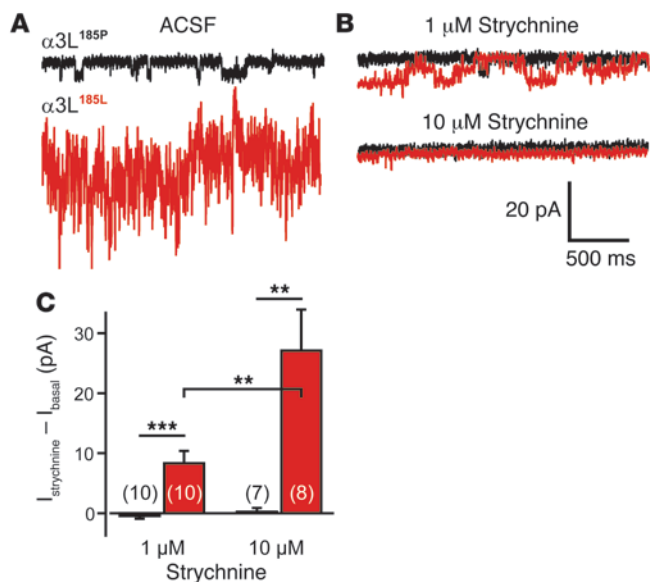 A
ACSF
α3L185P
α3L185L
B
1 μM Strychnine
10 μM Strychnine
20 pA
500 ms
C
Istrychnine – Ibasal (pA)
30
20
10
0
***
**
**
(10)
(10)
(7)
(8)
1 μM
10 μM
Strychnine